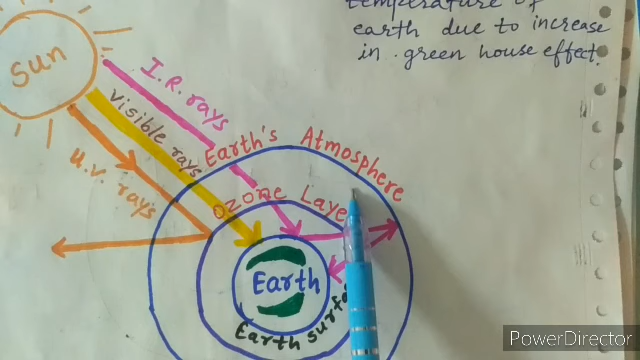 temperature of
earth due to increase
in green house effect.
Sun
I.R. rays
visible rays
U.V. rays
Earth's Atmosphere
Ozone Laye
Earth
Earth surfa
PowerDirector